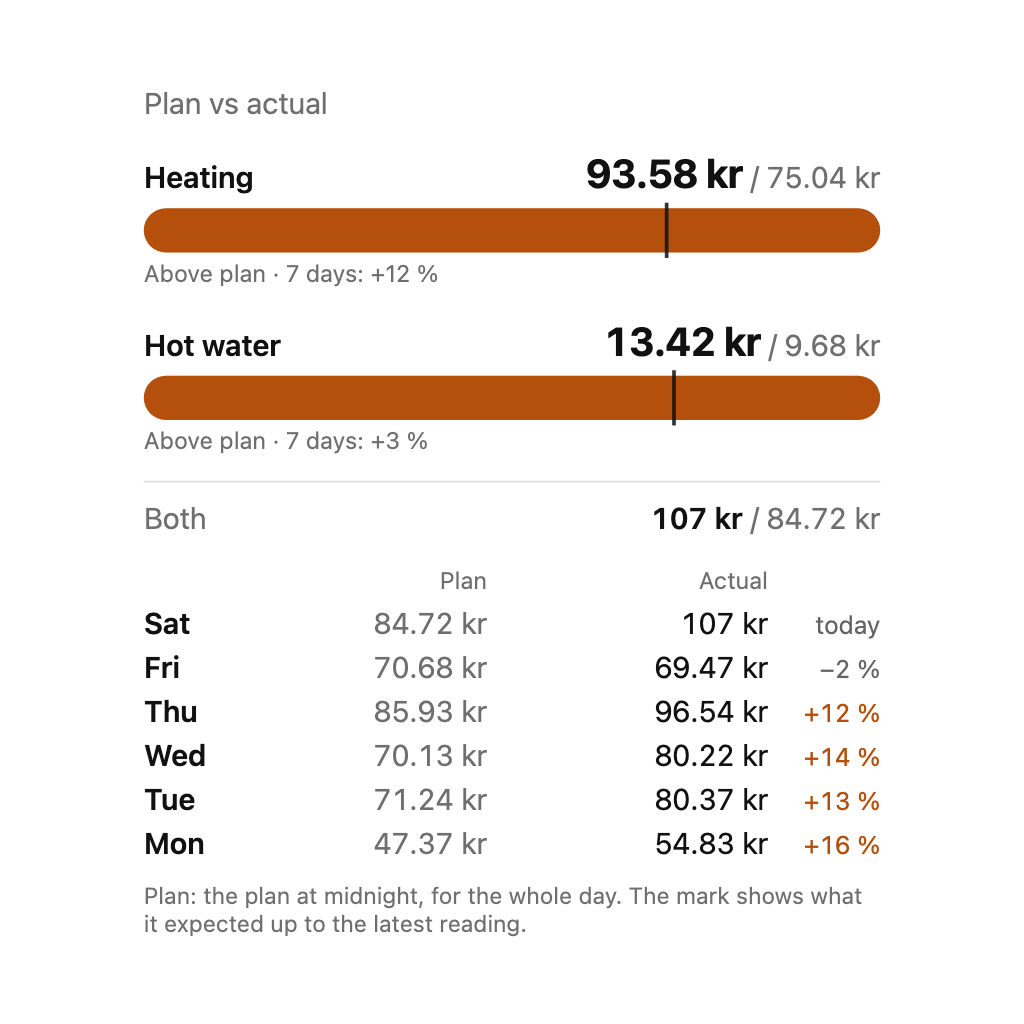 Plan vs actual
Heating 93.58 kr / 75.04 kr
Above plan · 7 days: +12 %
Hot water 13.42 kr / 9.68 kr
Above plan · 7 days: +3 %
Both 107 kr / 84.72 kr
Plan Actual
Sat 84.72 kr 107 kr today
Fri 70.68 kr 69.47 kr −2 %
Thu 85.93 kr 96.54 kr +12 %
Wed 70.13 kr 80.22 kr +14 %
Tue 71.24 kr 80.37 kr +13 %
Mon 47.37 kr 54.83 kr +16 %
Plan: the plan at midnight, for the whole day. The mark shows what
it expected up to the latest reading.